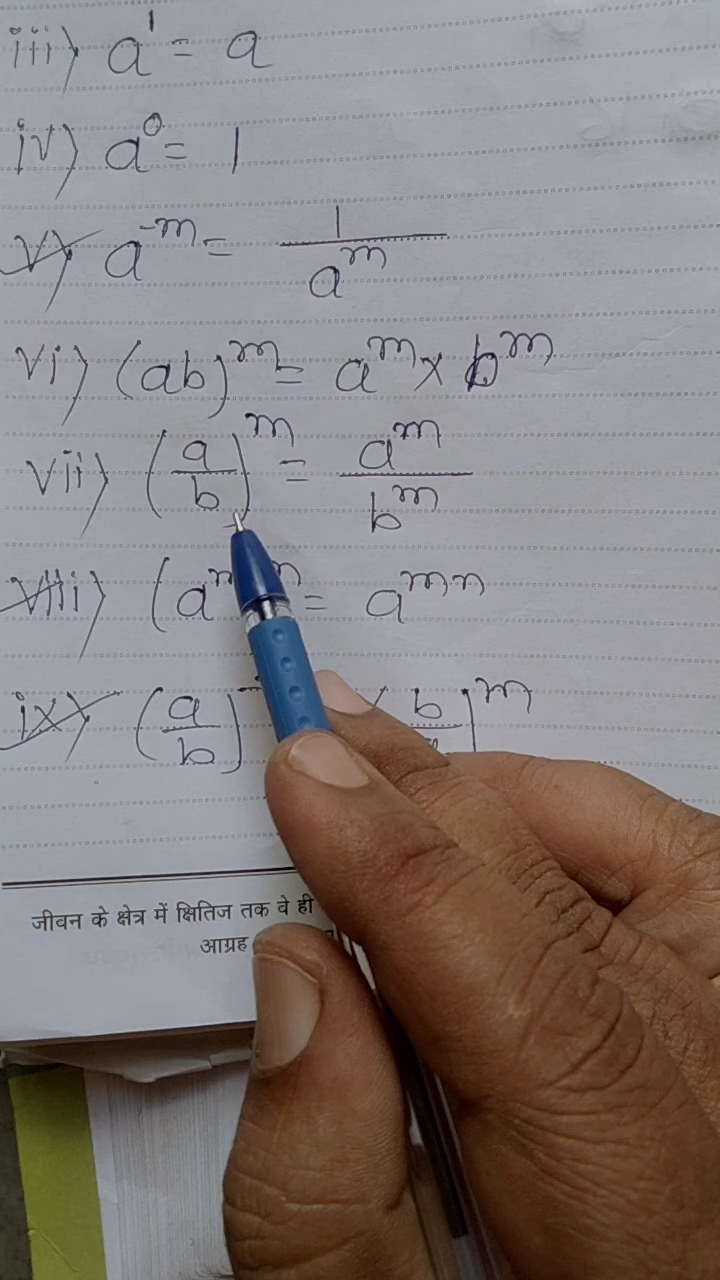 iii) a¹ = a
iv) a⁰ = 1
v) a⁻ᵐ = 1/aᵐ
vi) (ab)ᵐ = aᵐ × bᵐ
vii) (a/b)ᵐ = aᵐ/bᵐ
viii) (a = aᵐⁿ
ix) (a/b)⁻ (b )ᵐ
जीवन के क्षेत्र में क्षितिज तक वे ही
आग्रह